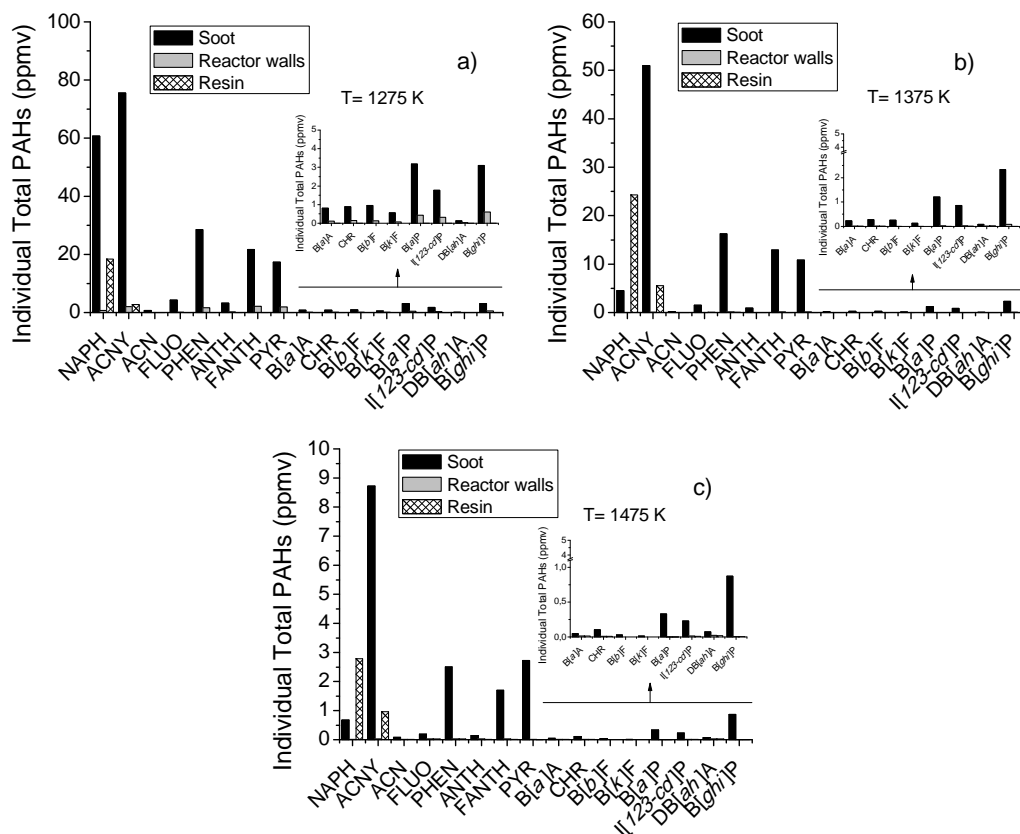 a)
Individual Total PAHs (ppmv)
100
80
60
40
20
0
Soot
Reactor walls
Resin
T= 1275 K
Individual Total PAHs (ppmv)
5
4
3
2
1
0
B[a]A
CHR
B[b]F
B[k]F
B[a]P
I[123-cd]P
DB[ah]A
B[ghi]P
NAPH
ACNY
ACN
FLUO
PHEN
ANTH
FANTH
PYR
B[a]A
CHR
B[b]F
B[k]F
B[a]P
I[123-cd]P
DB[ah]A
B[ghi]P
b)
Individual Total PAHs (ppmv)
60
50
40
30
20
10
0
Soot
Reactor walls
Resin
T= 1375 K
Individual Total PAHs (ppmv)
5
4
2
1
0
B[a]A
CHR
B[b]F
B[k]F
B[a]P
I[123-cd]P
DB[ah]A
B[ghi]P
NAPH
ACNY
ACN
FLUO
PHEN
ANTH
FANTH
PYR
B[a]A
CHR
B[b]F
B[k]F
B[a]P
I[123-cd]P
DB[ah]A
B[ghi]P
c)
Individual Total PAHs (ppmv)
10
9
8
7
6
5
4
3
2
1
0
Soot
Reactor walls
Resin
T= 1475 K
Individual Total PAHs (ppmv)
5
4
1,0
0,5
0,0
B[a]A
CHR
B[b]F
B[k]F
B[a]P
I[123-cd]P
DB[ah]A
B[ghi]P
NAPH
ACNY
ACN
FLUO
PHEN
ANTH
FANTH
PYR
B[a]A
CHR
B[b]F
B[k]F
B[a]P
I[123-cd]P
DB[ah]A
B[ghi]P